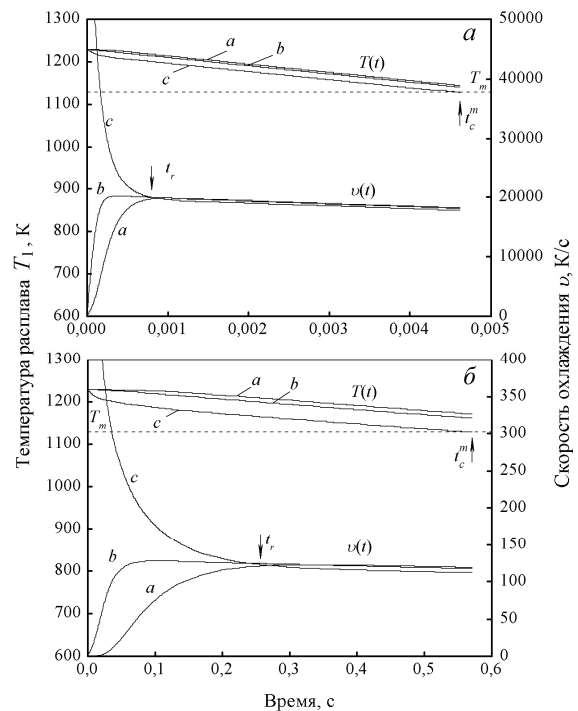 1300
50000
а
1200
a
b
T(t)
40000
c
T_m
1100
t_c^m
c
30000
1000
t_r
900
b
υ(t)
20000
800
a
700
10000
600
0
0,000
0,001
0,002
0,003
0,004
0,005
Температура расплава T₁, К
Скорость охлаждения υ, К/с
1300
400
б
a
b
T(t)
350
1200
T_m
c
300
1100
t_c^m
c
250
1000
200
900
t_r
150
b
υ(t)
800
100
a
700
50
600
0
0,0
0,1
0,2
0,3
0,4
0,5
0,6
0,7
Время, с